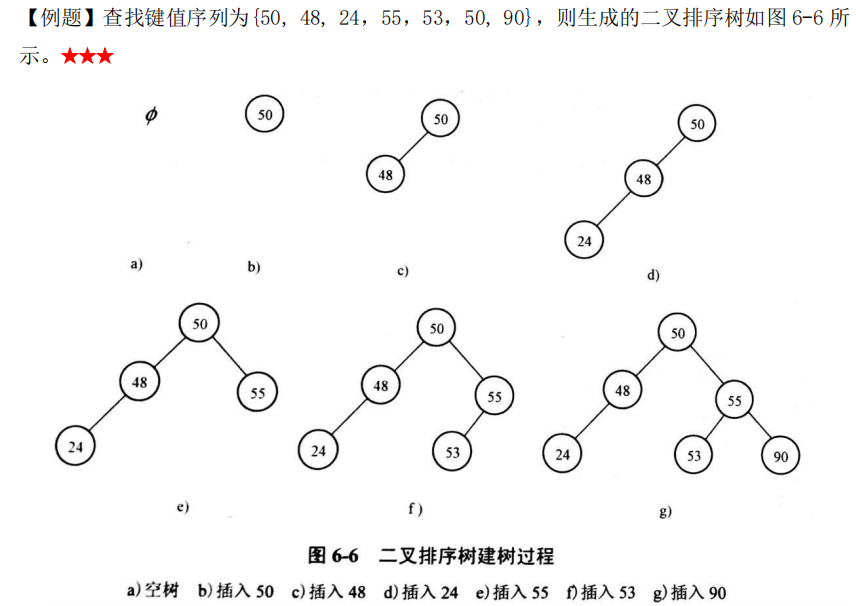 【例题】查找键值序列为{50, 48, 24，55，53，50, 90}，则生成的二叉排序树如图 6-6 所
示。★★★
ϕ
50
50
48
50
48
24
a)
b)
c)
d)
50
48
55
24
50
48
55
24
53
50
48
55
24
53
90
e)
f)
g)
图 6-6 二叉排序树建树过程
a)空树 b)插入 50 c)插入 48 d)插入 24 e)插入 55 f)插入 53 g)插入 90